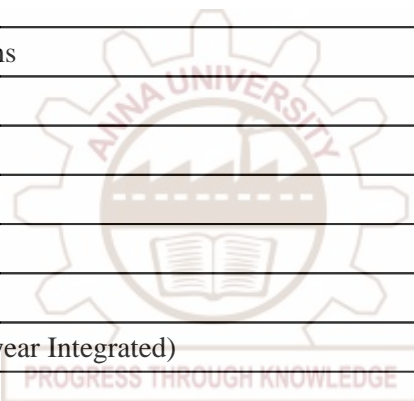 ns
ANNA UNIVERSITY
year Integrated)
PROGRESS THROUGH KNOWLEDGE